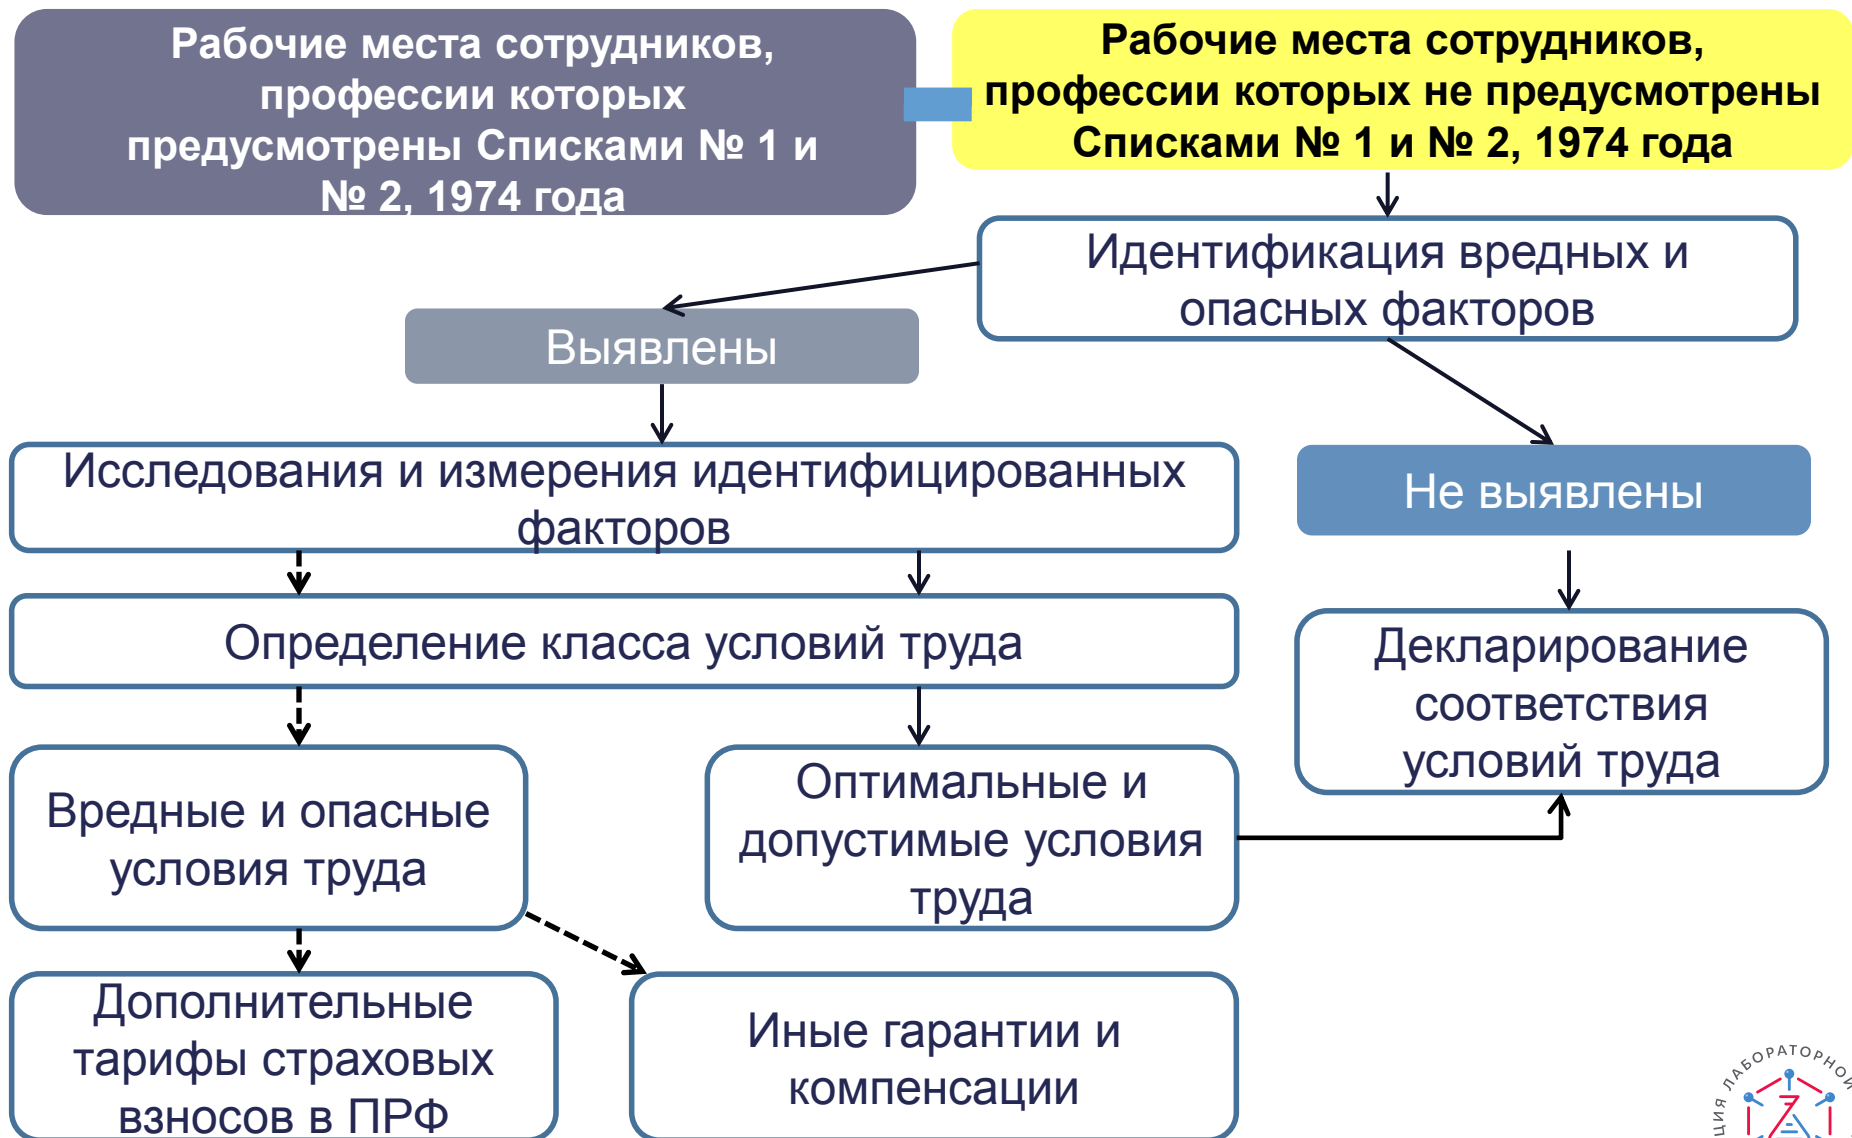 Рабочие места сотрудников,
профессии которых
предусмотрены Списками № 1 и
№ 2, 1974 года
Рабочие места сотрудников,
профессии которых не предусмотрены
Списками № 1 и № 2, 1974 года
Идентификация вредных и
опасных факторов
Выявлены
Исследования и измерения идентифицированных
факторов
Не выявлены
Определение класса условий труда
Декларирование
соответствия
условий труда
Вредные и опасные
условия труда
Оптимальные и
допустимые условия
труда
Дополнительные
тарифы страховых
взносов в ПРФ
Иные гарантии и
компенсации